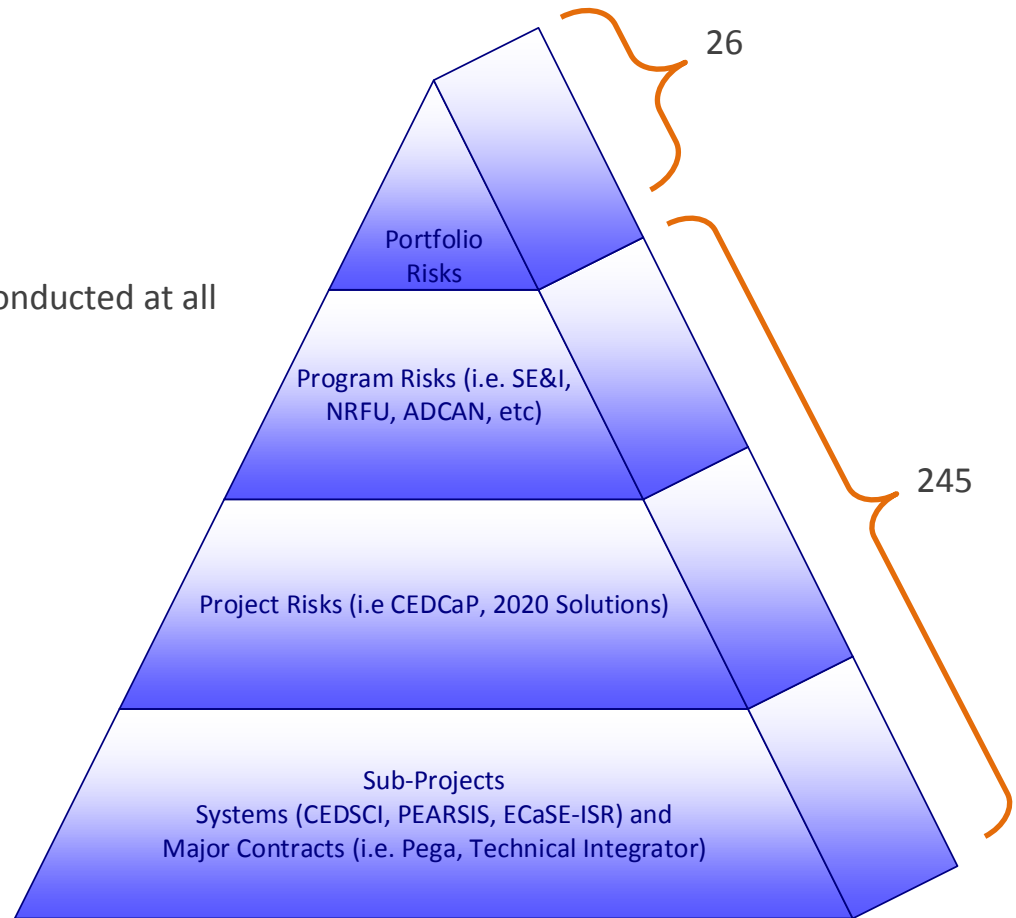 26
Portfolio
Risks
onducted at all
Program Risks (i.e. SE&I,
NRFU, ADCAN, etc)
245
Project Risks (i.e CEDCaP, 2020 Solutions)
Sub-Projects
Systems (CEDSCI, PEARSIS, ECaSE-ISR) and
Major Contracts (i.e. Pega, Technical Integrator)